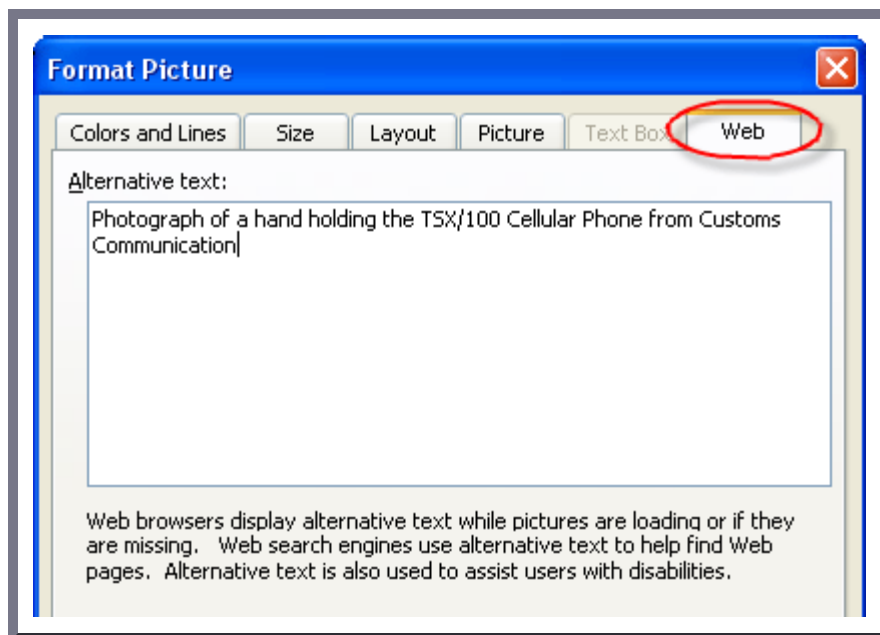 Format Picture
Colors and Lines Size Layout Picture Text Box Web
Alternative text:
Photograph of a hand holding the TSX/100 Cellular Phone from Customs
Communication
Web browsers display alternative text while pictures are loading or if they
are missing.   Web search engines use alternative text to help find Web
pages.  Alternative text is also used to assist users with disabilities.